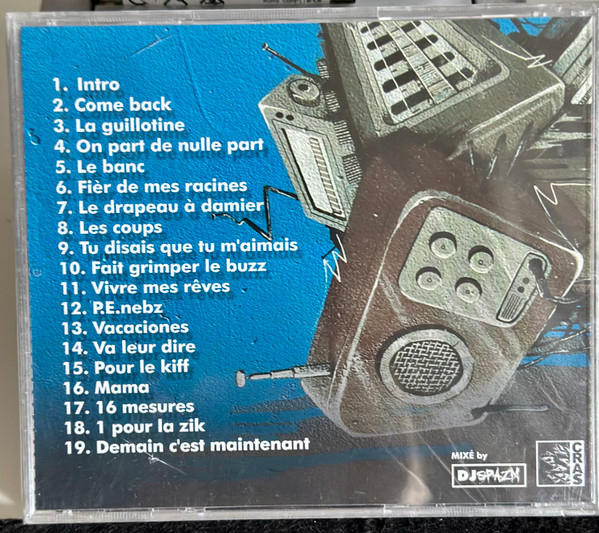 1. Intro
2. Come back
3. La guillotine
4. On part de nulle part
5. Le banc
6. Fièr de mes racines
7. Le drapeau à damier
8. Les coups
9. Tu disais que tu m'aimais
10. Fait grimper le buzz
11. Vivre mes rêves
12. P.E.nebz
13. Vacaciones
14. Va leur dire
15. Pour le kiff
16. Mama
17. 16 mesures
18. 1 pour la zik
19. Demain c'est maintenant
MIXÉ by
DJ SPAZM
CRAS